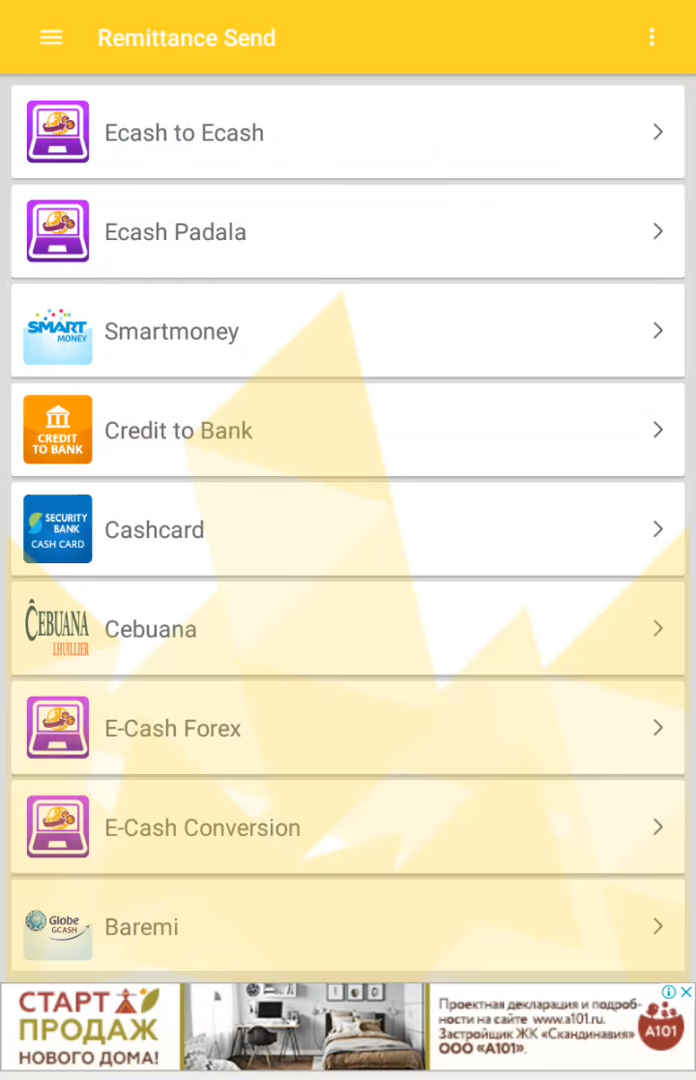 Remittance Send
Ecash to Ecash
Ecash Padala
SMART
MONEY
Smartmoney
CREDIT
TO BANK
Credit to Bank
SECURITY
BANK
CASH CARD
Cashcard
ĈEBUANA
LHUILLIER
Cebuana
E-Cash Forex
E-Cash Conversion
Globe
GCASH
Baremi
СТАРТ
ПРОДАЖ
НОВОГО ДОМА!
Проектная декларация и подроб-
ности на сайте www.a101.ru.
Застройщик ЖК «Скандинавия»
ООО «А101».
А101